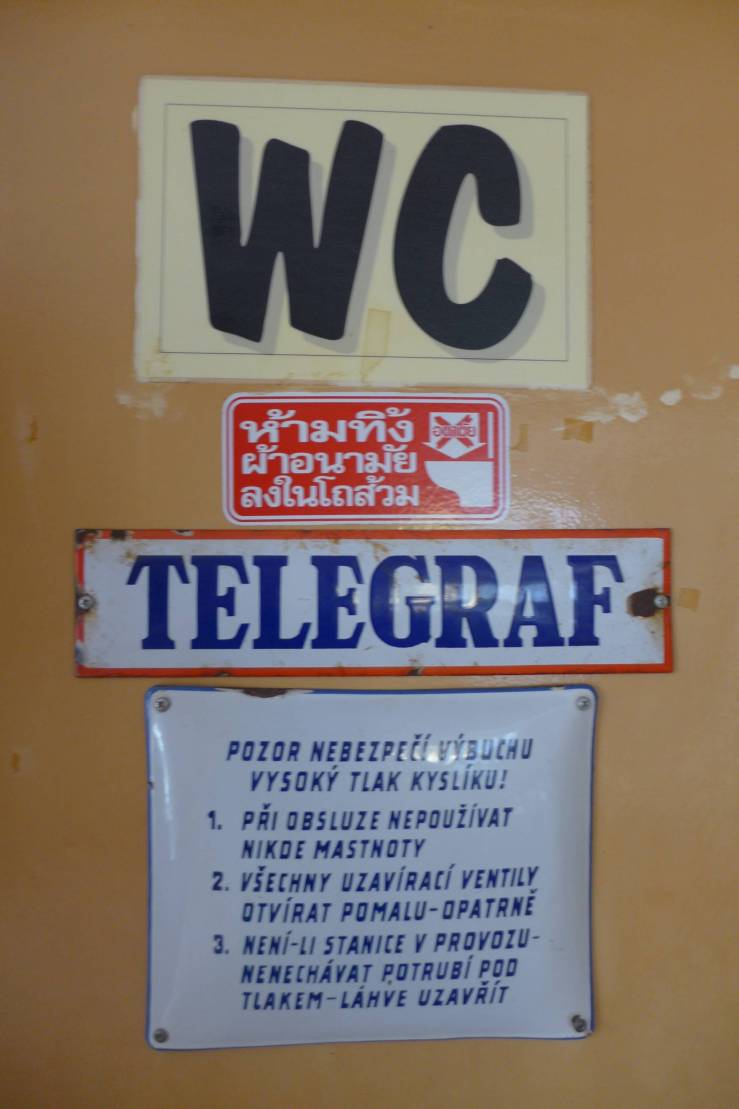 WC
ห้ามทิ้ง
ผ้าอนามัย
ลงในโถส้วม
TELEGRAF
POZOR NEBEZPEČÍ VÝBUCHU
VYSOKÝ TLAK KYSLÍKU!
1. PŘI OBSLUZE NEPOUŽÍVAT
NIKDE MASTNOTY
2. VŠECHNY UZAVÍRACÍ VENTILY
OTVÍRAT POMALU-OPATRNĚ
3. NENÍ-LI STANICE V PROVOZU-
NENECHÁVAT POTRUBÍ POD
TLAKEM-LÁHVE UZAVŘÍT